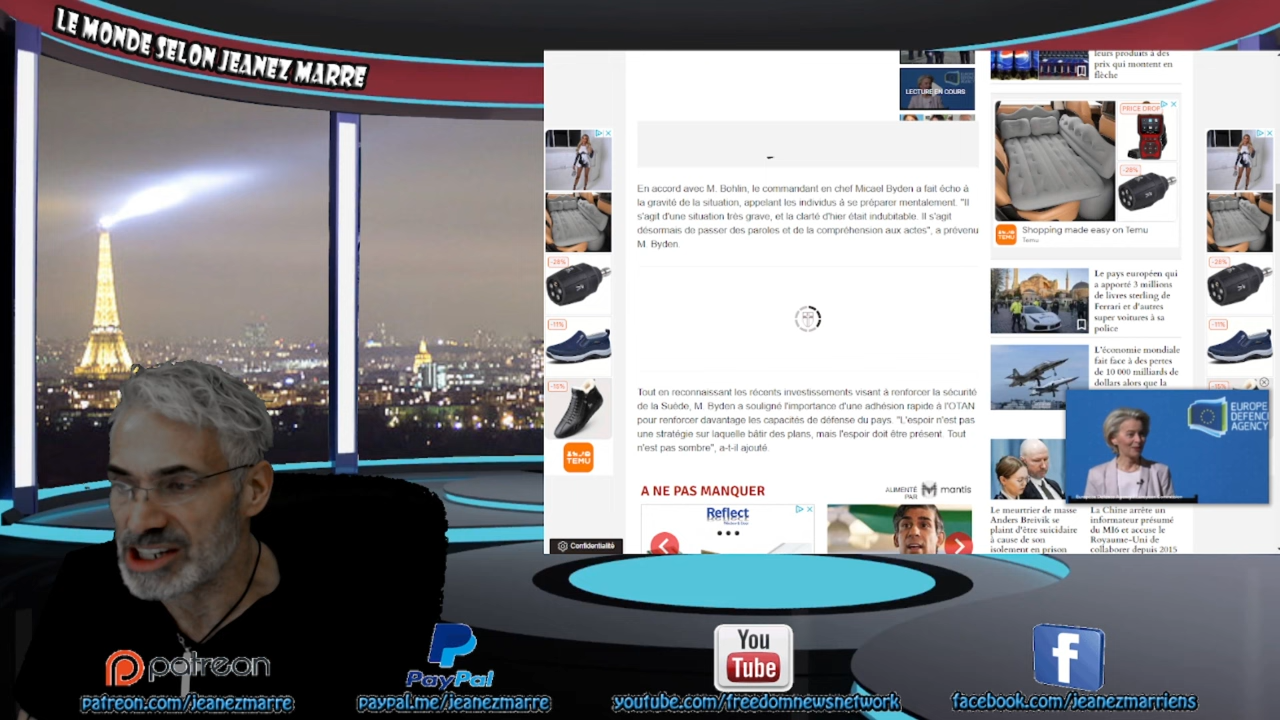 LE MONDE SELON JEANEZ MARRE
LECTURE EN COURS
En accord avec M. Bohlin, le commandant en chef Micael Byden a fait écho à
la gravité de la situation, appelant les individus à se préparer mentalement. "Il
s'agit d'une situation très grave, et la clarté d'hier était indubitable. Il s'agit
désormais de passer des paroles et de la compréhension aux actes", a prévenu
M. Byden.
Tout en reconnaissant les récents investissements visant à renforcer la sécurité
de la Suède, M. Byden a souligné l'importance d'une adhésion rapide à l'OTAN
pour renforcer davantage les capacités de défense du pays. "L'espoir n'est pas
une stratégie sur laquelle bâtir des plans, mais l'espoir doit être présent. Tout
n'est pas sombre", a-t-il ajouté.
A NE PAS MANQUER
ALIMENTÉ
PAR
mantis
Reflect
Confidentialité
-28%
-11%
-15%
TEMU
leurs produits à des
prix qui montent en
flèche
PRICE DROP
-28%
TEMU
Shopping made easy on Temu
Temu
Le pays européen qui
a apporté 3 millions
de livres sterling de
Ferrari et d'autres
super voitures à sa
police
L'économie mondiale
fait face à des pertes
de 10 000 milliards de
dollars alors que la
EUROPE
DEFENC
AGENCY
Le meurtrier de masse
Anders Breivik se
plaint d'être suicidaire
à cause de son
isolement en prison
La Chine arrête un
informateur présumé
du MI6 et accuse le
Royaume-Uni de
collaborer depuis 2015
-28%
-11%
patreon
patreon.com/jeanezmarre
PayPal
paypal.me/jeanezmarre
You
Tube
youtube.com/freedomnewsnetwork
f
facebook.com/jeanezmarriens